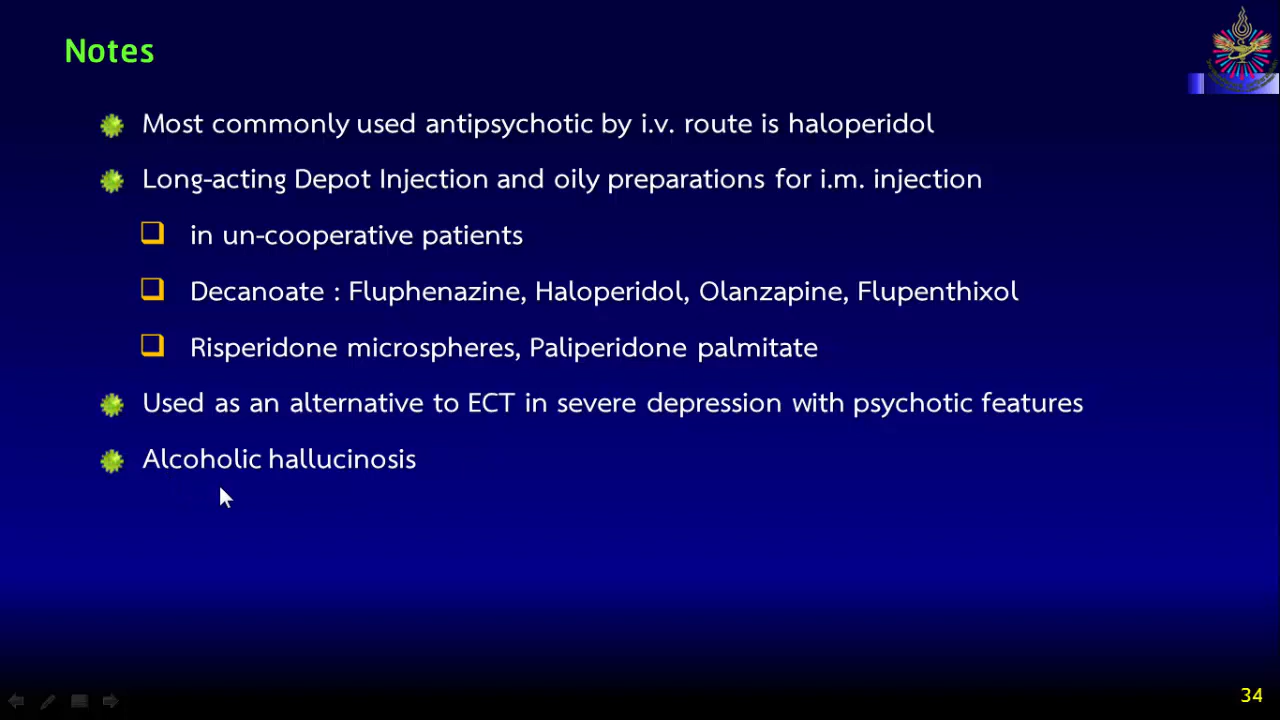 Notes
Most commonly used antipsychotic by i.v. route is haloperidol
Long-acting Depot Injection and oily preparations for i.m. injection
in un-cooperative patients
Decanoate : Fluphenazine, Haloperidol, Olanzapine, Flupenthixol
Risperidone microspheres, Paliperidone palmitate
Used as an alternative to ECT in severe depression with psychotic features
Alcoholic hallucinosis
34